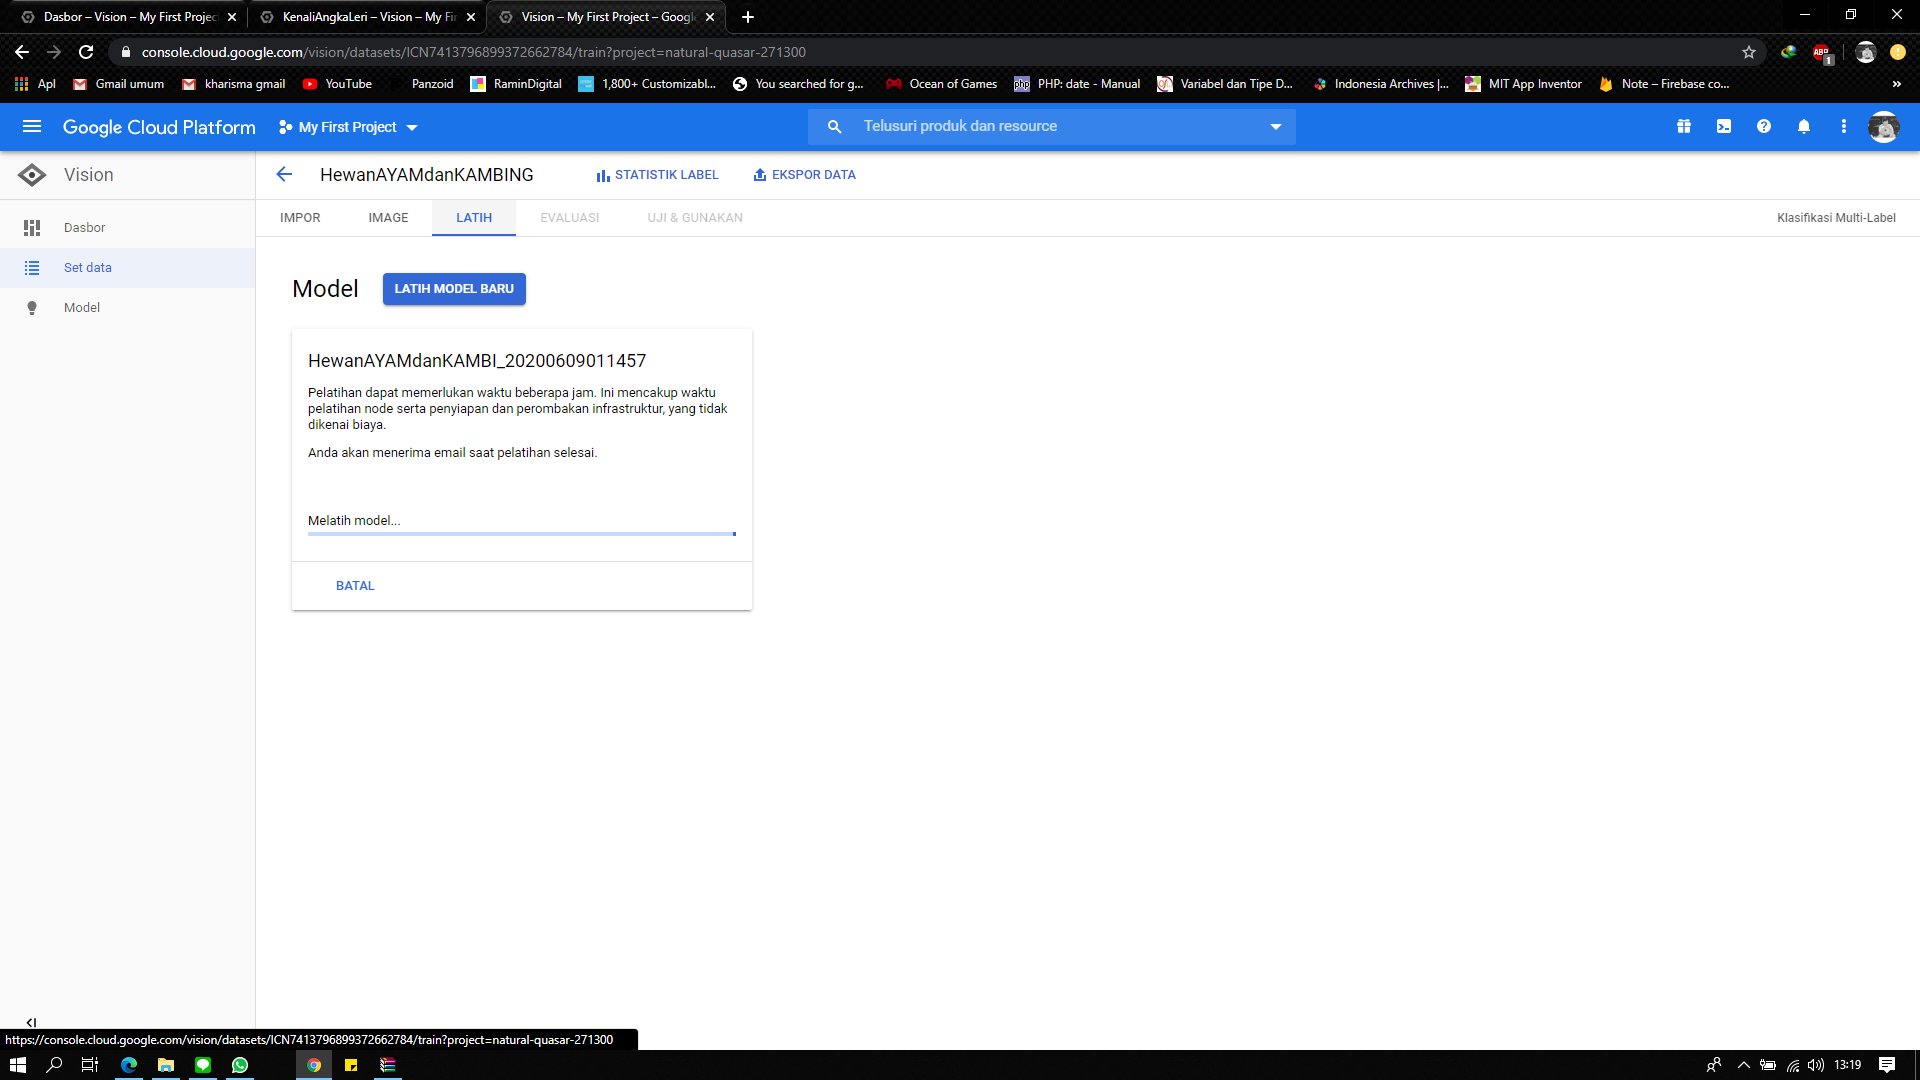 Dasbor – Vision – My First Projec
KenaliAngkaLeri – Vision – My Fir
Vision – My First Project – Googl
console.cloud.google.com/vision/datasets/ICN7413796899372662784/train?project=natural-quasar-271300
ABP
1
Apl
Gmail umum
kharisma gmail
YouTube
Panzoid
RaminDigital
1,800+ Customizabl...
You searched for g...
Ocean of Games
php
PHP: date - Manual
Variabel dan Tipe D...
Indonesia Archives |...
MIT App Inventor
Note – Firebase co...
»
Google Cloud Platform
My First Project
Telusuri produk dan resource
Vision
HewanAYAMdanKAMBING
STATISTIK LABEL
EKSPOR DATA
Dasbor
Set data
Model
IMPOR
IMAGE
LATIH
EVALUASI
UJI & GUNAKAN
Klasifikasi Multi-Label
Model
LATIH MODEL BARU
HewanAYAMdanKAMBI_20200609011457
Pelatihan dapat memerlukan waktu beberapa jam. Ini mencakup waktu
pelatihan node serta penyiapan dan perombakan infrastruktur, yang tidak
dikenai biaya.
Anda akan menerima email saat pelatihan selesai.
Melatih model...
BATAL
https://console.cloud.google.com/vision/datasets/ICN7413796899372662784/train?project=natural-quasar-271300
13:19